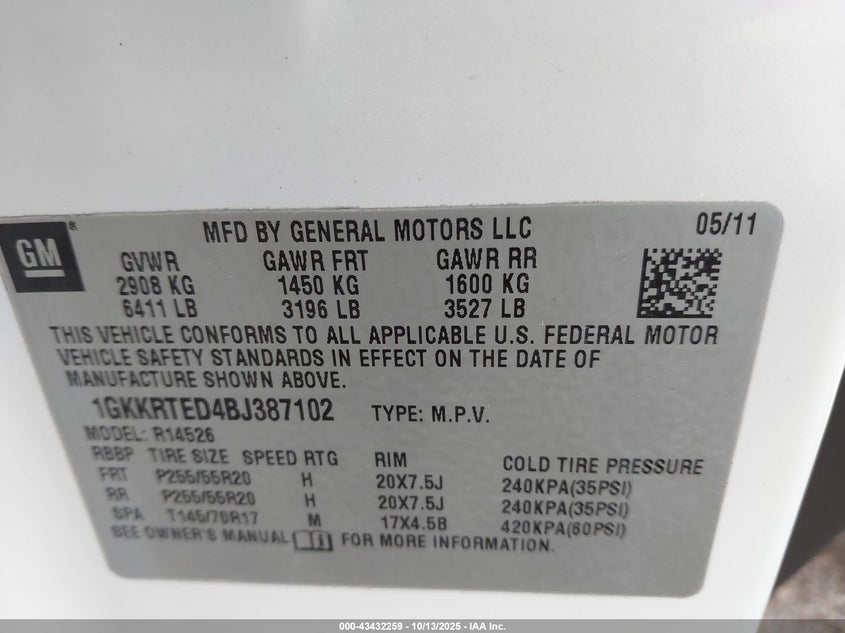 GM ®
MFD BY GENERAL MOTORS LLC 05/11
GVWR GAWR FRT GAWR RR
2908 KG 1450 KG 1600 KG
6411 LB 3196 LB 3527 LB
THIS VEHICLE CONFORMS TO ALL APPLICABLE U.S. FEDERAL MOTOR
VEHICLE SAFETY STANDARDS IN EFFECT ON THE DATE OF
MANUFACTURE SHOWN ABOVE.
1GKKRTED4BJ387102 TYPE: M.P.V.
MODEL: R14526
RBBP TIRE SIZE SPEED RTG RIM COLD TIRE PRESSURE
FRT P255/55R20 H 20X7.5J 240KPA(35PSI)
RR P255/55R20 H 20X7.5J 240KPA(35PSI)
SPA T145/70R17 M 17X4.5B 420KPA(60PSI)
SEE OWNER'S MANUAL FOR MORE INFORMATION.
000-43432259 - 10/13/2025 - IAA Inc.